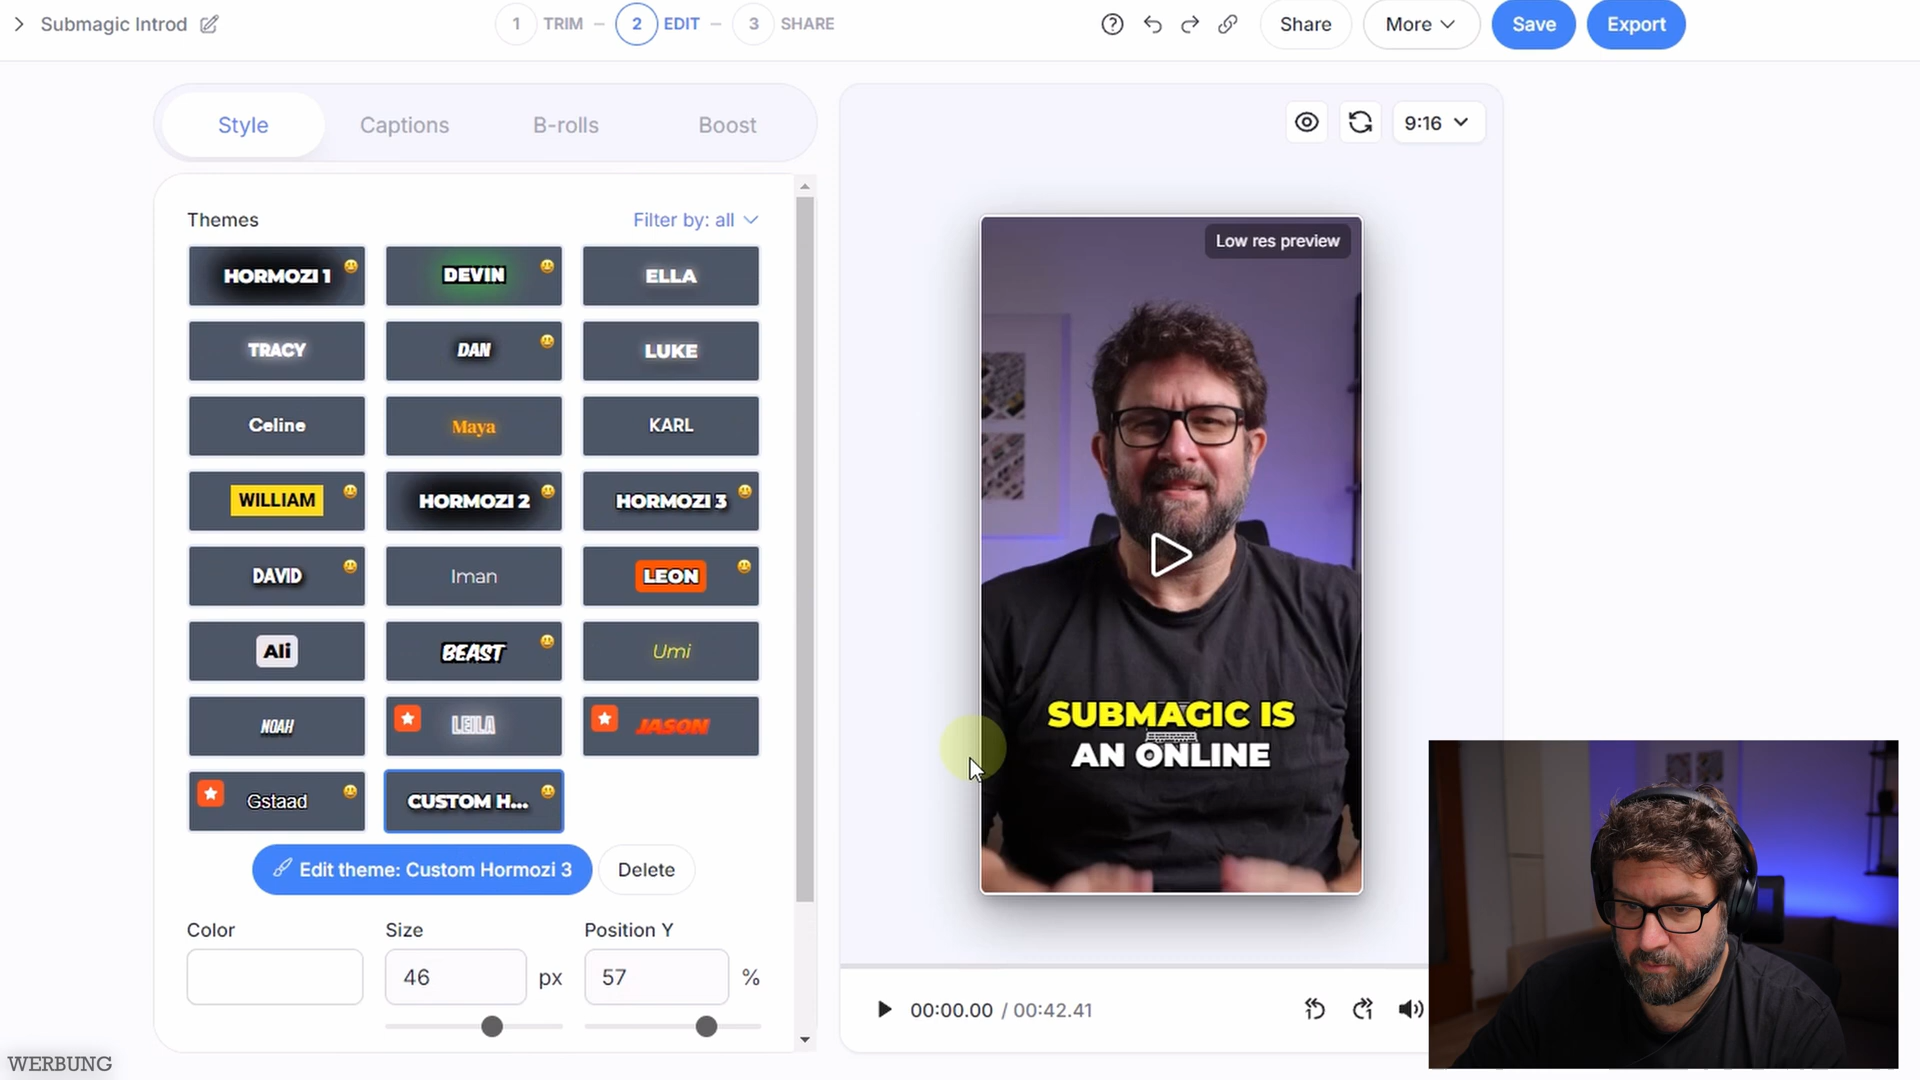 Submagic Introd
1 TRIM
2 EDIT
3 SHARE
Share
More
Save
Export
Style
Captions
B-rolls
Boost
9:16
Themes
Filter by: all
HORMOZI 1
DEVIN
ELLA
TRACY
DAN
LUKE
Celine
Maya
KARL
WILLIAM
HORMOZI 2
HORMOZI 3
DAVID
Iman
LEON
Ali
BEAST
Umi
NOAH
LEILA
JASON
Gstaad
CUSTOM H...
Edit theme: Custom Hormozi 3
Delete
Color
Size
Position Y
46 px
57 %
Low res preview
SUBMAGIC IS
AN ONLINE
00:00.00 / 00:42.41
WERBUNG